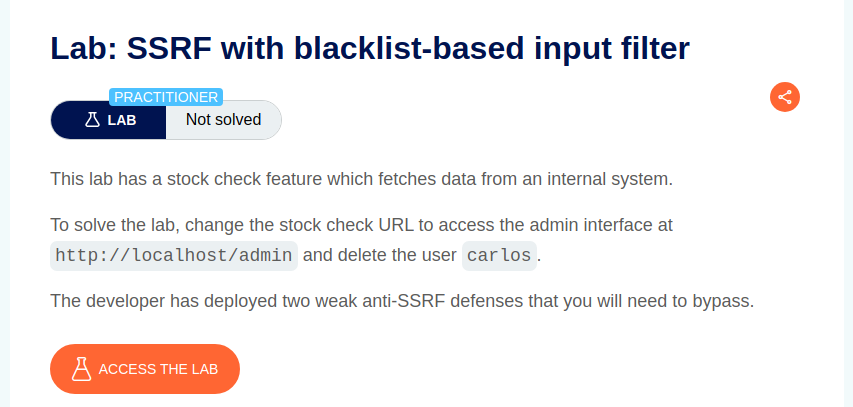 Lab: SSRF with blacklist-based input filter
PRACTITIONER
LAB Not solved
This lab has a stock check feature which fetches data from an internal system.
To solve the lab, change the stock check URL to access the admin interface at
http://localhost/admin and delete the user carlos.
The developer has deployed two weak anti-SSRF defenses that you will need to bypass.
ACCESS THE LAB